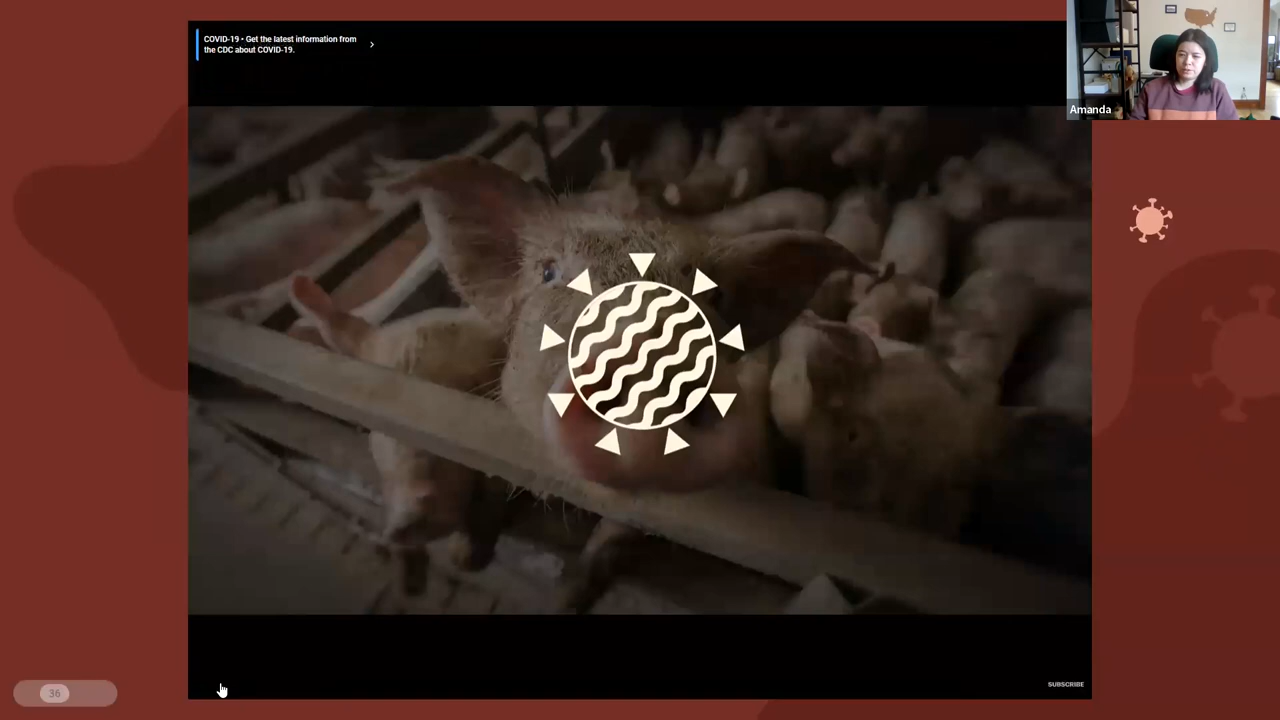 COVID-19 • Get the latest information from
the CDC about COVID-19.
Amanda
36
SUBSCRIBE